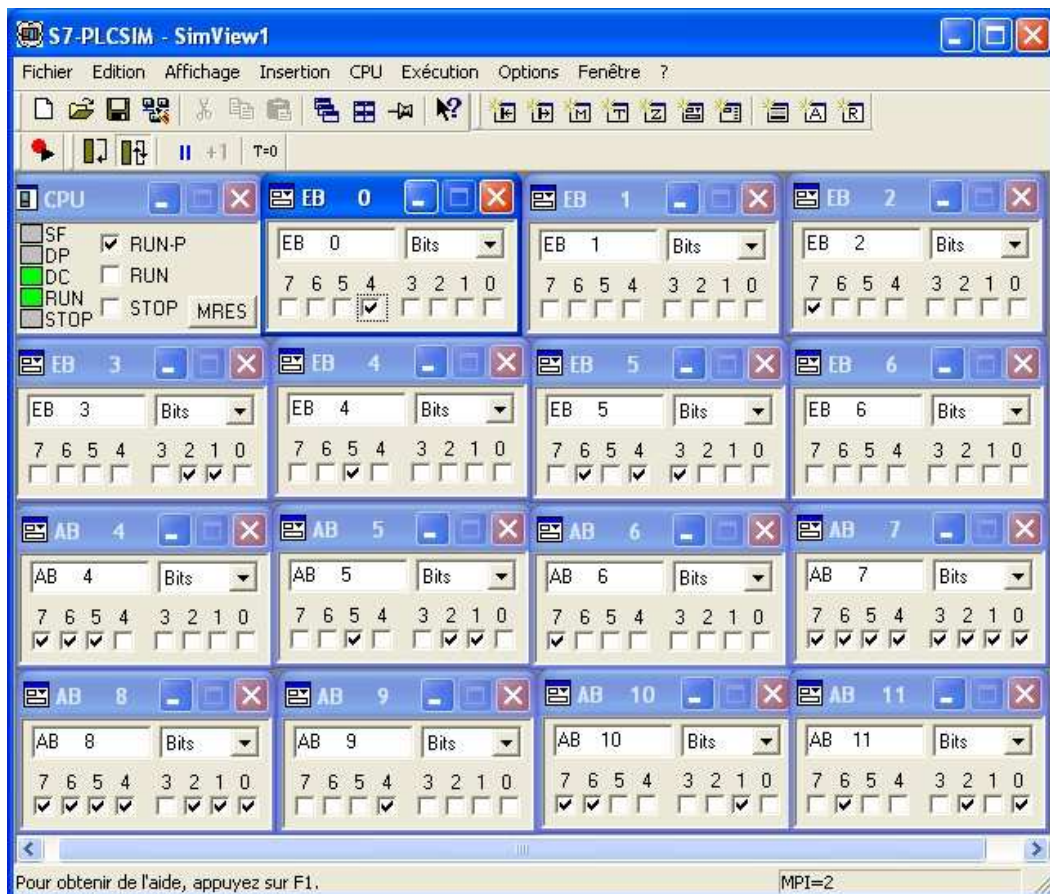 S7-PLCSIM - SimView1
Fichier Edition Affichage Insertion CPU Exécution Options Fenêtre ?
+1 T=0
CPU
SF
DP
DC
RUN
STOP
RUN-P
RUN
STOP
MRES
EB 0
EB 0 Bits
7 6 5 4 3 2 1 0
EB 1
EB 1 Bits
7 6 5 4 3 2 1 0
EB 2
EB 2 Bits
7 6 5 4 3 2 1 0
EB 3
EB 3 Bits
7 6 5 4 3 2 1 0
EB 4
EB 4 Bits
7 6 5 4 3 2 1 0
EB 5
EB 5 Bits
7 6 5 4 3 2 1 0
EB 6
EB 6 Bits
7 6 5 4 3 2 1 0
AB 4
AB 4 Bits
7 6 5 4 3 2 1 0
AB 5
AB 5 Bits
7 6 5 4 3 2 1 0
AB 6
AB 6 Bits
7 6 5 4 3 2 1 0
AB 7
AB 7 Bits
7 6 5 4 3 2 1 0
AB 8
AB 8 Bits
7 6 5 4 3 2 1 0
AB 9
AB 9 Bits
7 6 5 4 3 2 1 0
AB 10
AB 10 Bits
7 6 5 4 3 2 1 0
AB 11
AB 11 Bits
7 6 5 4 3 2 1 0
Pour obtenir de l'aide, appuyez sur F1.
MPI=2